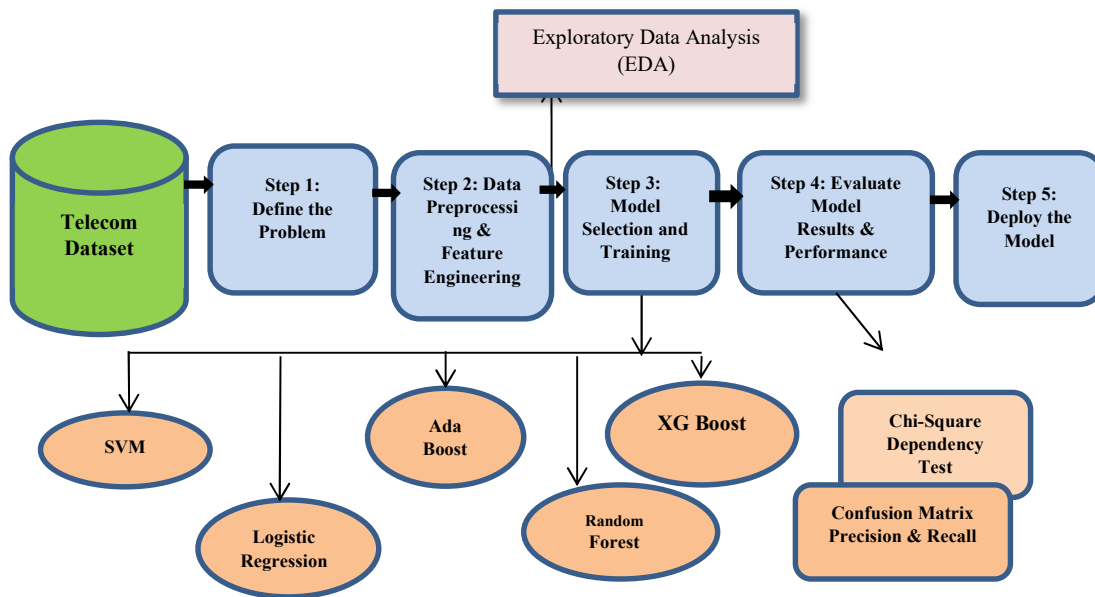 Exploratory Data Analysis
(EDA)
Telecom
Dataset
Step 1:
Define the
Problem
Step 2: Data
Preprocessi
ng &
Feature
Engineering
Step 3:
Model
Selection and
Training
Step 4: Evaluate
Model
Results &
Performance
Step 5:
Deploy the
Model
SVM
Logistic
Regression
Ada
Boost
Random
Forest
XG Boost
Chi-Square
Dependency
Test
Confusion Matrix
Precision & Recall